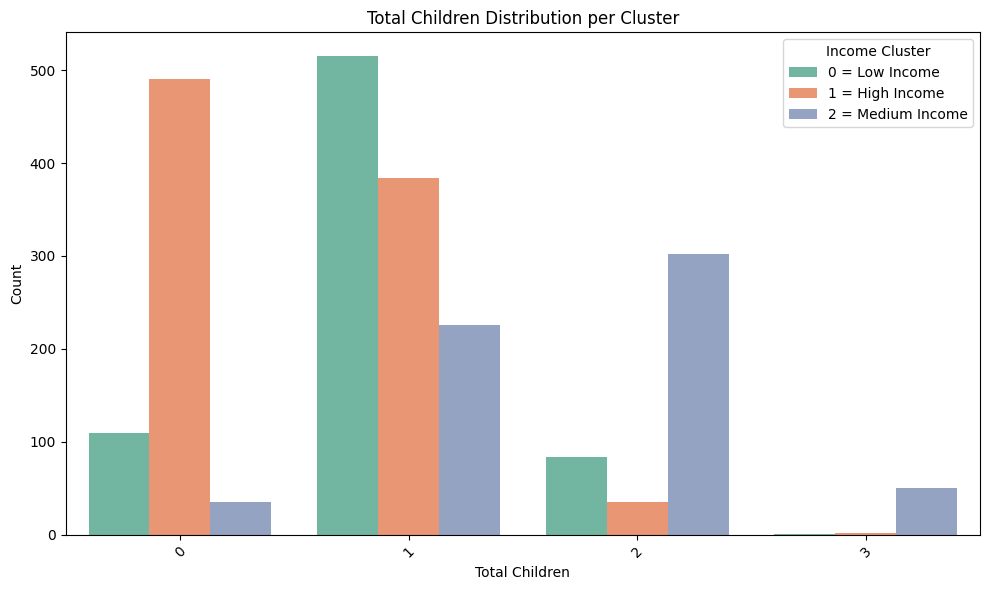 Total Children Distribution per Cluster
Income Cluster
0 = Low Income
1 = High Income
2 = Medium Income
500
400
300
200
100
0
Count
0
1
2
3
Total Children